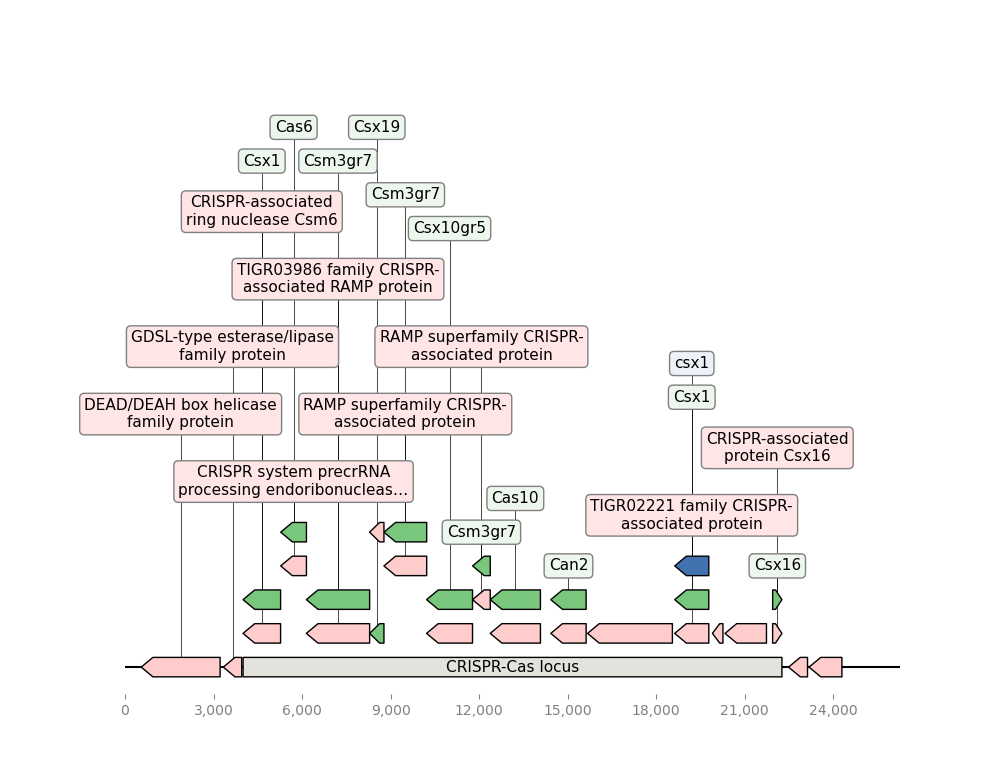 Cas6
Csx19
Csx1
Csm3gr7
CRISPR-associated
ring nuclease Csm6
Csm3gr7
Csx10gr5
TIGR03986 family CRISPR-
associated RAMP protein
GDSL-type esterase/lipase
family protein
RAMP superfamily CRISPR-
associated protein
csx1
Csx1
DEAD/DEAH box helicase
family protein
RAMP superfamily CRISPR-
associated protein
CRISPR-associated
protein Csx16
CRISPR system precrRNA
processing endoribonucleas...
Cas10
TIGR02221 family CRISPR-
associated protein
Csm3gr7
Can2
Csx16
CRISPR-Cas locus
0
3,000
6,000
9,000
12,000
15,000
18,000
21,000
24,000